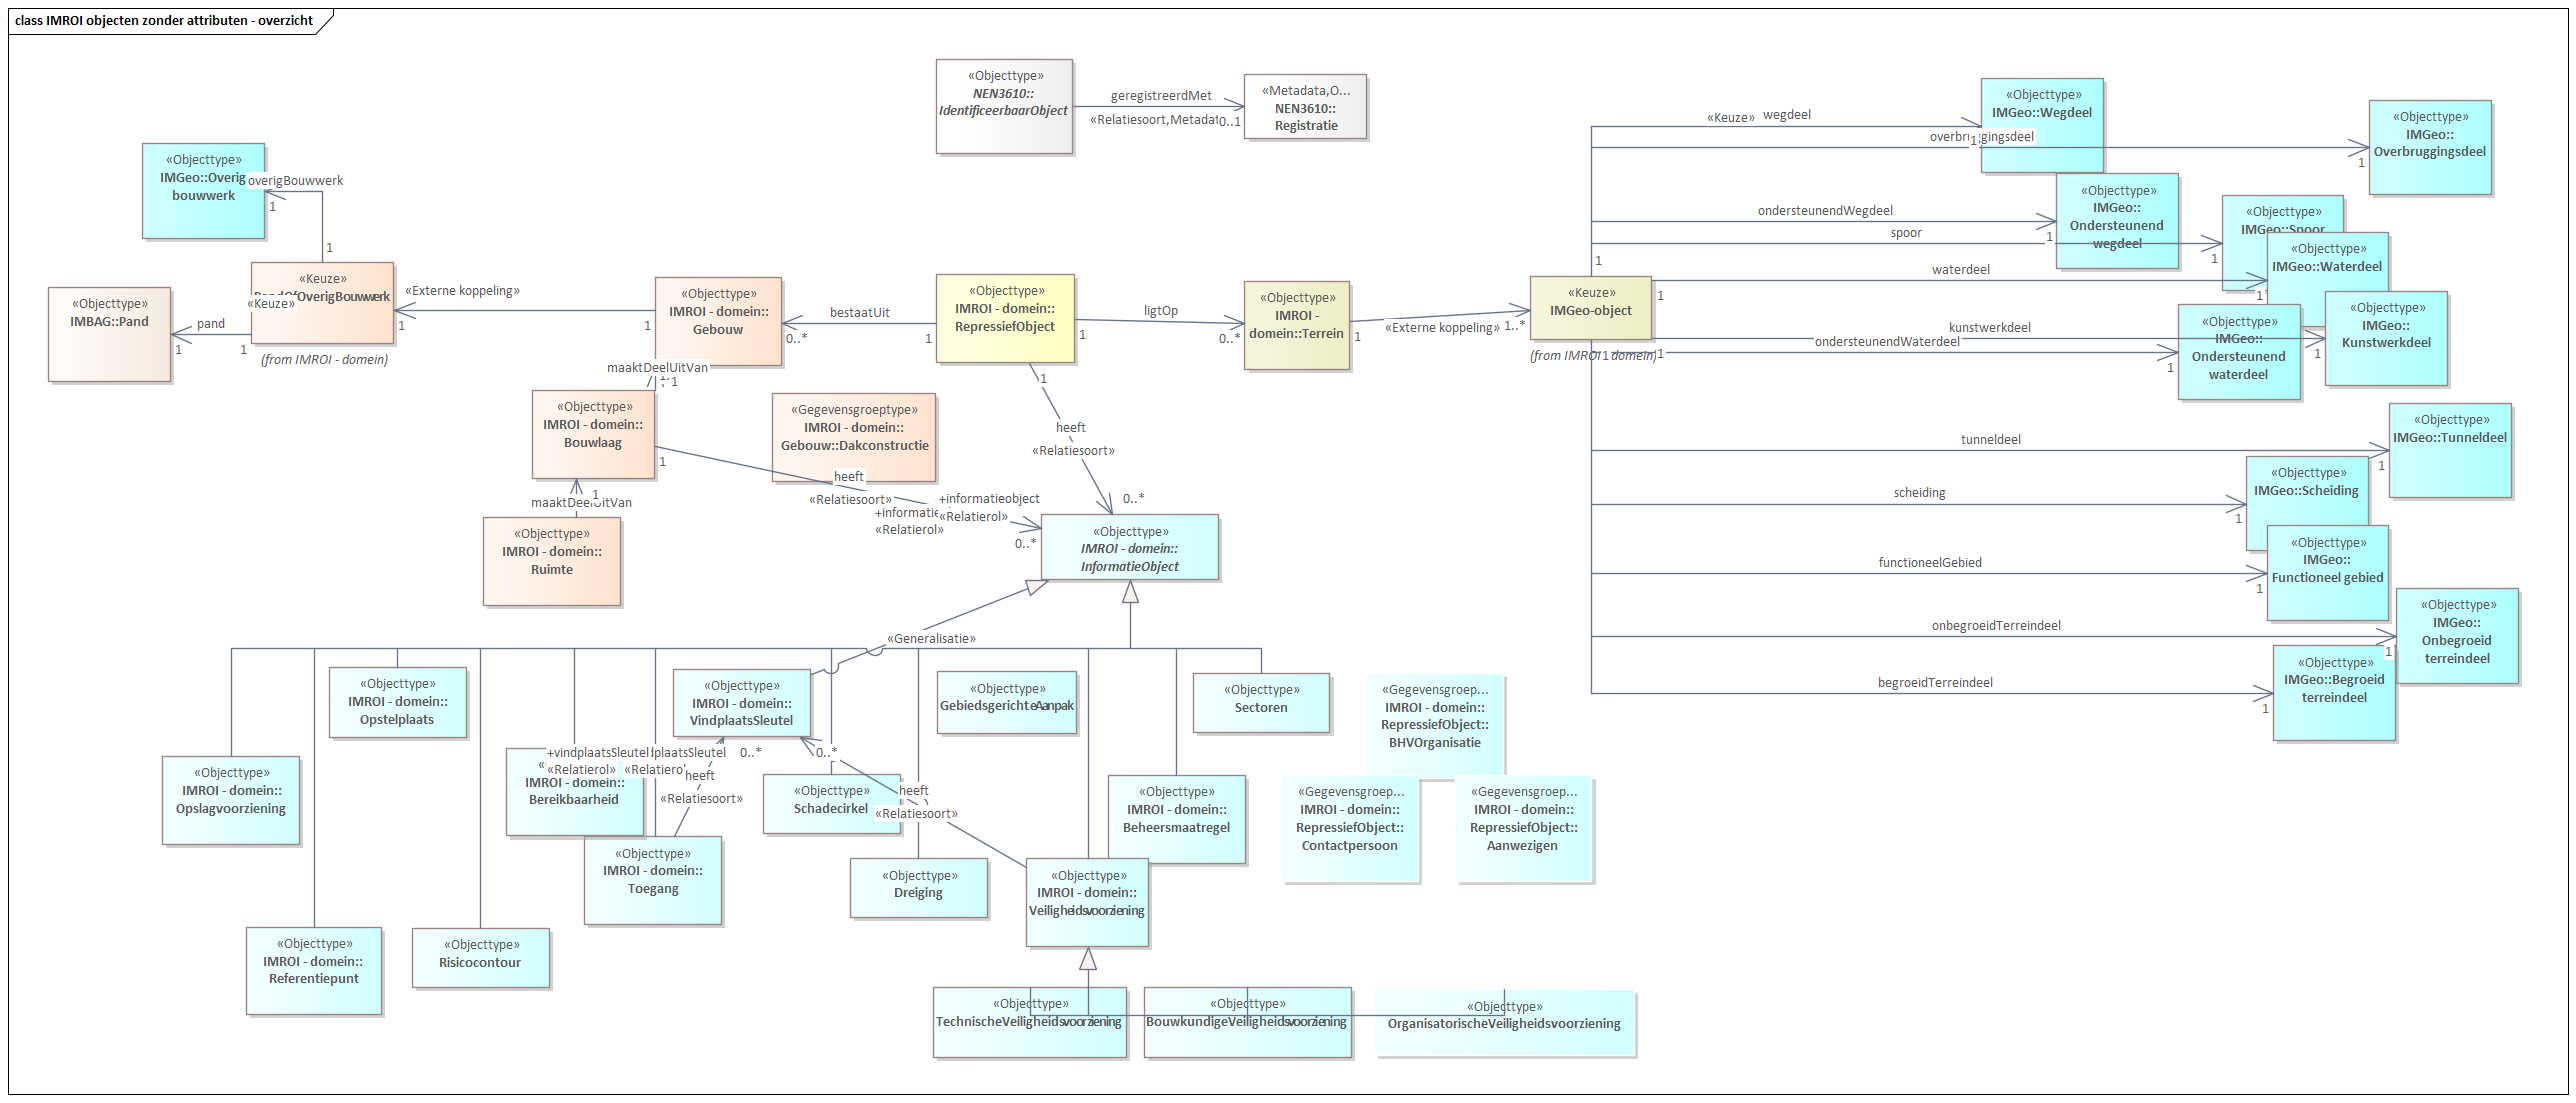 class IMROI objecten zonder attributen - overzicht
«Objecttype»
NEN3610::
IdentificeerbaarObject
geregistreerdMet
«Relatiesoort,Metadat
0..1
«Metadata,O...
NEN3610::
Registratie
«Objecttype»
IMGeo::Overig
bouwwerk
overigBouwwerk
1
1
«Keuze»
OfOverigBouwwerk
«Keuze»
(from IMROI - domein)
«Objecttype»
IMBAG::Pand
pand
1
1
«Externe koppeling»
1
1
«Objecttype»
IMROI - domein::
Gebouw
bestaatUit
0..*
1
«Objecttype»
IMROI - domein::
RepressiefObject
ligtOp
1
0..*
«Objecttype»
IMROI -
domein::Terrein
1
«Externe koppeling»
1..*
«Keuze»
IMGeo-object
(from IMROI - domein)
maaktDeelUitVan
1
1
«Objecttype»
IMROI - domein::
Bouwlaag
1
«Gegevensgroeptype»
IMROI - domein::
Gebouw::Dakconstructie
heeft
«Relatiesoort»
+informatie
«Relatierol»
0..*
maaktDeelUitVan
1
«Objecttype»
IMROI - domein::
Ruimte
1
heeft
«Relatiesoort»
+informatieobject
«Relatierol»
0..*
«Objecttype»
IMROI - domein::
InformatieObject
«Generalisatie»
«Objecttype»
IMROI - domein::
Opstelplaats
«Objecttype»
IMROI - domein::
VindplaatsSleutel
«Objecttype»
GebiedsgerichteAanpak
«Objecttype»
Sectoren
«Objecttype»
IMROI - domein::
Opslagvoorziening
IMROI - domein::
Bereikbaarheid
+vindplaatsSleutel
«Relatierol»
plaatsSleutel
«Relatiero
0..*
heeft
«Relatiesoort»
0..*
«Objecttype»
Schadecirkel
heeft
«Relatiesoort»
«Objecttype»
IMROI - domein::
Beheersmaatregel
«Objecttype»
IMROI - domein::
Toegang
«Objecttype»
Dreiging
«Objecttype»
IMROI - domein::
Veiligheidsvoorziening
«Objecttype»
IMROI - domein::
Referentiepunt
«Objecttype»
Risicocontour
«Objecttype»
TechnischeVeiligheidsvoorziening
«Objecttype»
BouwkundigeVeiligheidsvoorziening
«Objecttype»
OrganisatorischeVeiligheidsvoorziening
«Gegevensgroep...
IMROI - domein::
RepressiefObject::
BHVOrganisatie
«Gegevensgroep...
IMROI - domein::
RepressiefObject::
Contactpersoon
«Gegevensgroep...
IMROI - domein::
RepressiefObject::
Aanwezigen
«Keuze»
wegdeel
1
«Objecttype»
IMGeo::Wegdeel
overbruggingsdeel
1
«Objecttype»
IMGeo::
Overbruggingsdeel
ondersteunendWegdeel
1
«Objecttype»
IMGeo::
Ondersteunend
wegdeel
spoor
1
«Objecttype»
IMGeo::Spoor
1
waterdeel
1
1
«Objecttype»
IMGeo::Waterdeel
kunstwerkdeel
1
«Objecttype»
IMGeo::
Kunstwerkdeel
ondersteunendWaterdeel
1
1
1
«Objecttype»
IMGeo::
Ondersteunend
waterdeel
tunneldeel
1
«Objecttype»
IMGeo::Tunneldeel
scheiding
1
«Objecttype»
IMGeo::Scheiding
functioneelGebied
1
«Objecttype»
IMGeo::
Functioneel gebied
onbegroeidTerreindeel
1
«Objecttype»
IMGeo::
Onbegroeid
terreindeel
begroeidTerreindeel
1
«Objecttype»
IMGeo::Begroeid
terreindeel